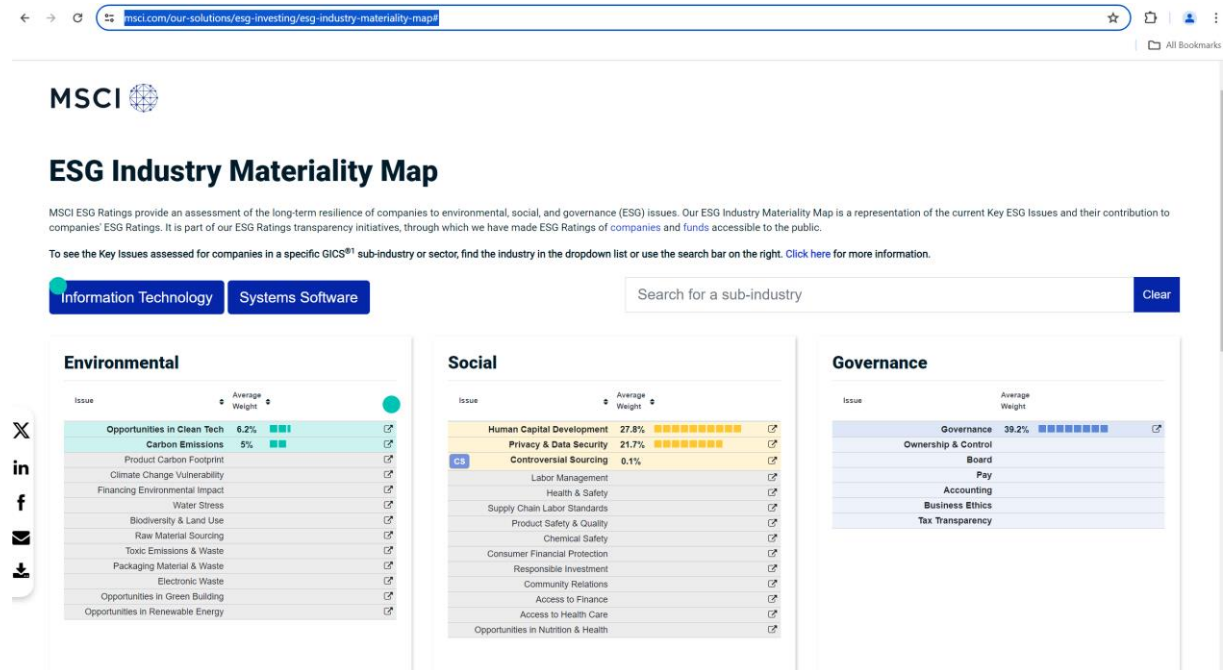 msci.com/our-solutions/esg-investing/esg-industry-materiality-map#
All Bookmarks
MSCI
ESG Industry Materiality Map
MSCI ESG Ratings provide an assessment of the long-term resilience of companies to environmental, social, and governance (ESG) issues. Our ESG Industry Materiality Map is a representation of the current Key ESG Issues and their contribution to
companies' ESG Ratings. It is part of our ESG Ratings transparency initiatives, through which we have made ESG Ratings of companies and funds accessible to the public.
To see the Key Issues assessed for companies in a specific GICS®1 sub-industry or sector, find the industry in the dropdown list or use the search bar on the right. Click here for more information.
Information Technology Systems Software Search for a sub-industry Clear
Environmental
Issue Average Weight
Opportunities in Clean Tech 6.2%
Carbon Emissions 5%
Product Carbon Footprint
Climate Change Vulnerability
Financing Environmental Impact
Water Stress
Biodiversity & Land Use
Raw Material Sourcing
Toxic Emissions & Waste
Packaging Material & Waste
Electronic Waste
Opportunities in Green Building
Opportunities in Renewable Energy
Social
Issue Average Weight
Human Capital Development 27.8%
Privacy & Data Security 21.7%
CS Controversial Sourcing 0.1%
Labor Management
Health & Safety
Supply Chain Labor Standards
Product Safety & Quality
Chemical Safety
Consumer Financial Protection
Responsible Investment
Community Relations
Access to Finance
Access to Health Care
Opportunities in Nutrition & Health
Governance
Issue Average Weight
Governance 39.2%
Ownership & Control
Board
Pay
Accounting
Business Ethics
Tax Transparency